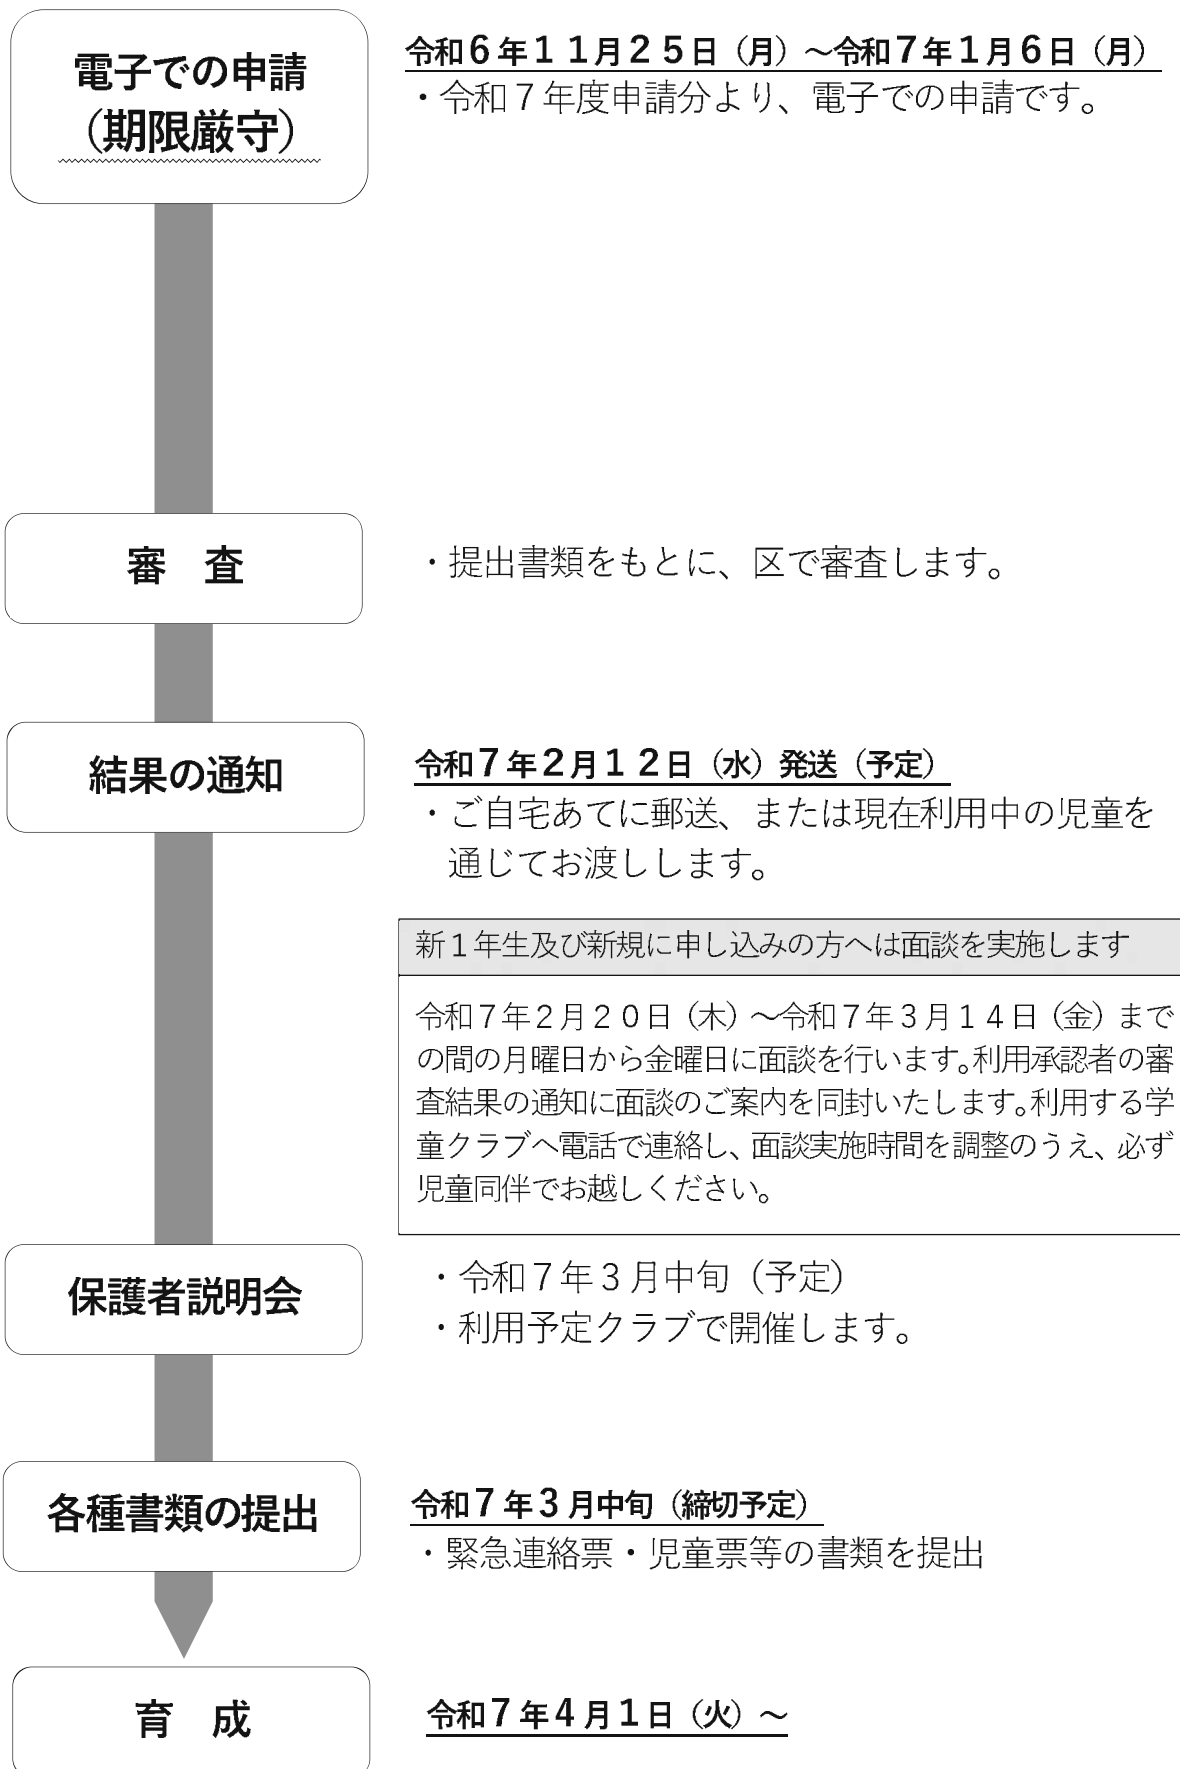 電子での申請
（期限厳守）
令和６年１１月２５日（月）～令和７年１月６日（月）
・令和７年度申請分より、電子での申請です。
審　査
・提出書類をもとに、区で審査します。
結果の通知
令和７年２月１２日（水）発送（予定）
・ご自宅あてに郵送、または現在利用中の児童を
通じてお渡しします。
新１年生及び新規に申し込みの方へは面談を実施します
令和７年２月２０日（木）～令和７年３月１４日（金）まで
の間の月曜日から金曜日に面談を行います。利用承認者の審
査結果の通知に面談のご案内を同封いたします。利用する学
童クラブへ電話で連絡し、面談実施時間を調整のうえ、必ず
児童同伴でお越しください。
保護者説明会
・令和７年３月中旬（予定）
・利用予定クラブで開催します。
各種書類の提出
令和７年３月中旬（締切予定）
・緊急連絡票・児童票等の書類を提出
育　成
令和７年４月１日（火）～